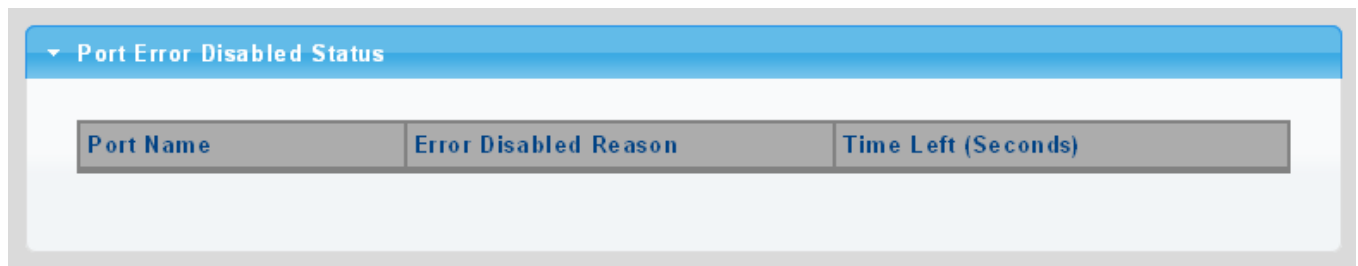 Port Error Disabled Status
Port Name Error Disabled Reason Time Left (Seconds)